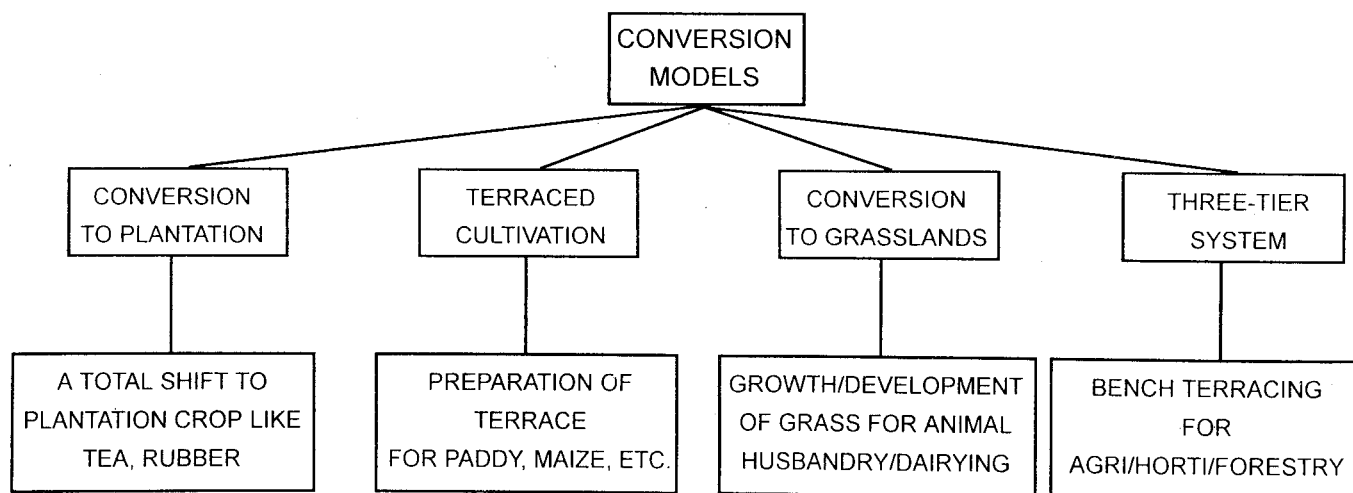 CONVERSION
MODELS
CONVERSION
TO PLANTATION
TERRACED
CULTIVATION
CONVERSION
TO GRASSLANDS
THREE-TIER
SYSTEM
A TOTAL SHIFT TO
PLANTATION CROP LIKE
TEA, RUBBER
PREPARATION OF
TERRACE
FOR PADDY, MAIZE, ETC.
GROWTH/DEVELOPMENT
OF GRASS FOR ANIMAL
HUSBANDRY/DAIRYING
BENCH TERRACING
FOR
AGRI/HORTI/FORESTRY